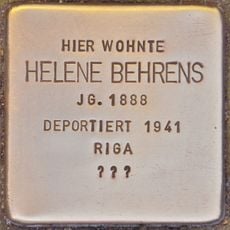 HIER WOHNTE
HELENE BEHRENS
JG. 1888
DEPORTIERT 1941
RIGA
???